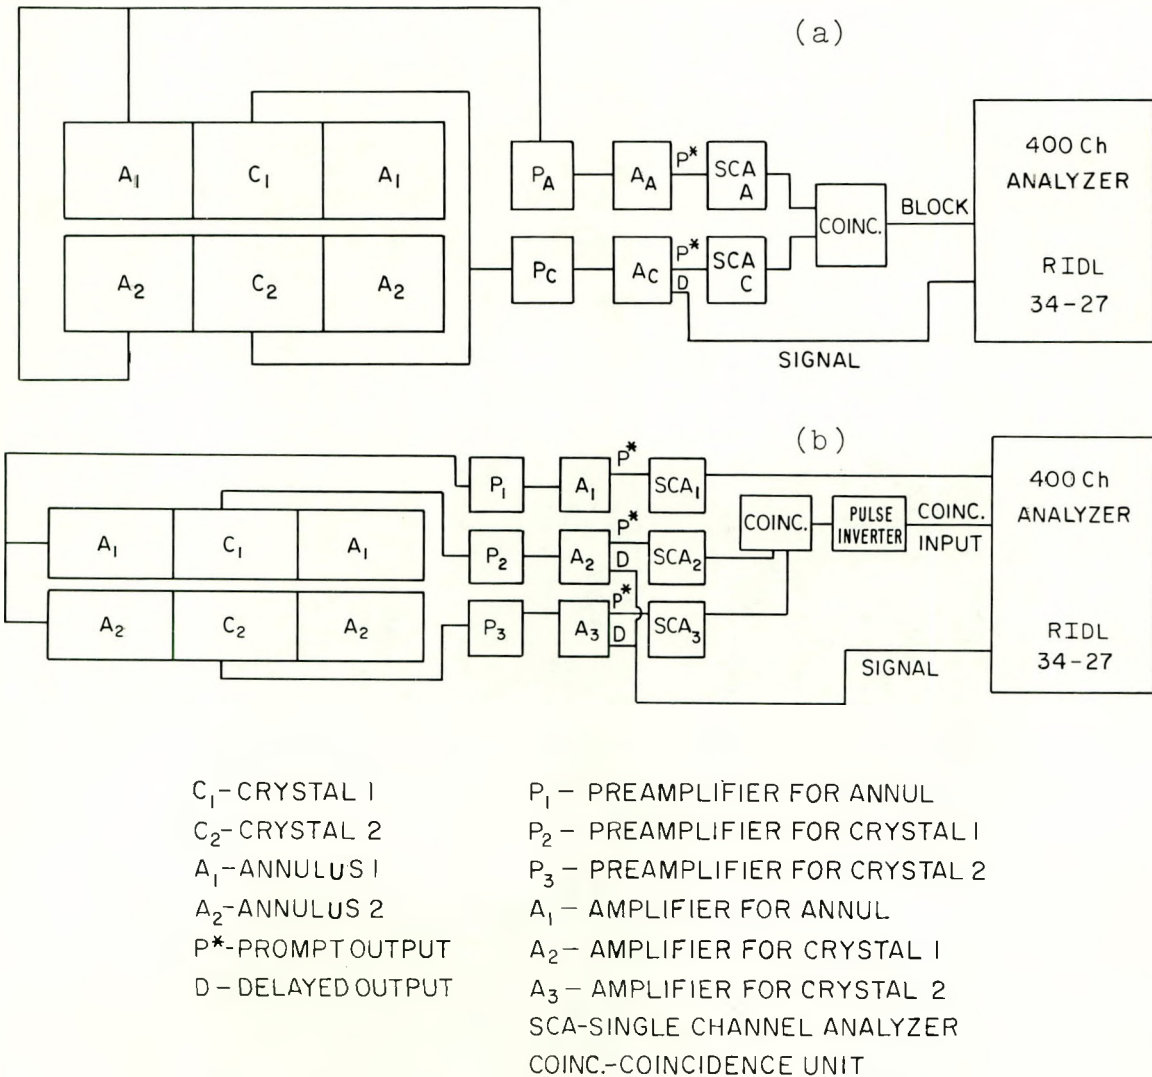 (a)
A₁ C₁ A₁
A₂ C₂ A₂
P_A A_A P* SCA A
P_C A_C P* D SCA C
COINC.
BLOCK
SIGNAL
400 Ch
ANALYZER
RIDL
34-27
(b)
A₁ C₁ A₁
A₂ C₂ A₂
P₁ A₁ P* SCA₁
P₂ A₂ P* D SCA₂
P₃ A₃ P* D SCA₃
COINC.
PULSE
INVERTER
COINC.
INPUT
SIGNAL
400 Ch
ANALYZER
RIDL
34-27
C₁-CRYSTAL 1
C₂-CRYSTAL 2
A₁-ANNULUS 1
A₂-ANNULUS 2
P*-PROMPT OUTPUT
D-DELAYED OUTPUT
P₁ - PREAMPLIFIER FOR ANNUL
P₂ - PREAMPLIFIER FOR CRYSTAL 1
P₃ - PREAMPLIFIER FOR CRYSTAL 2
A₁ - AMPLIFIER FOR ANNUL
A₂ - AMPLIFIER FOR CRYSTAL 1
A₃ - AMPLIFIER FOR CRYSTAL 2
SCA-SINGLE CHANNEL ANALYZER
COINC.-COINCIDENCE UNIT